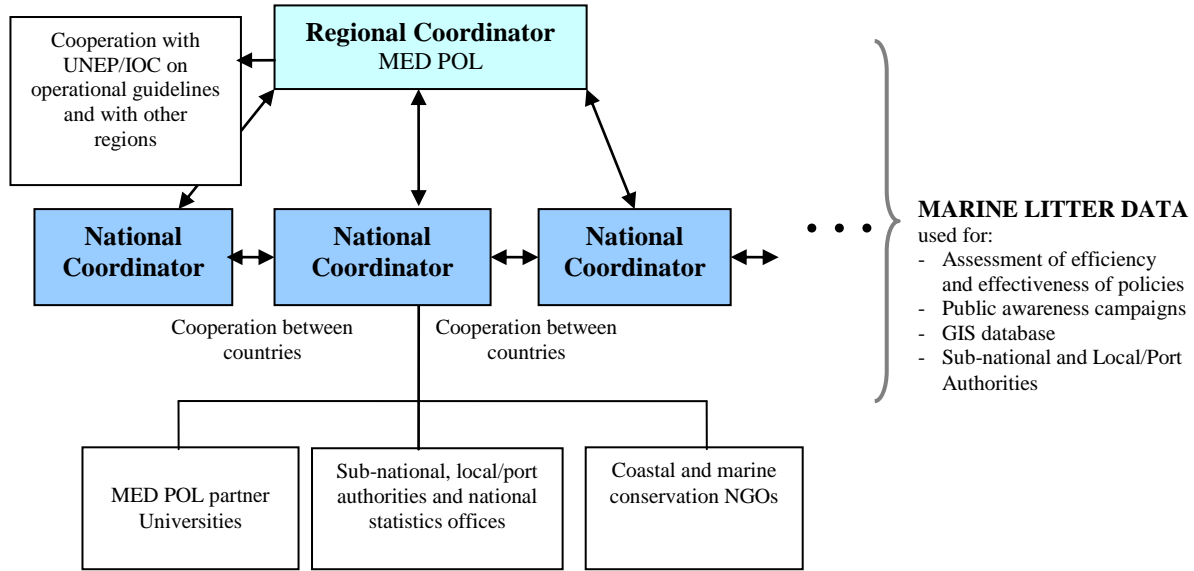 Cooperation with
UNEP/IOC on
operational guidelines
and with other
regions
Regional Coordinator
MED POL
National
Coordinator
National
Coordinator
National
Coordinator
• • •
Cooperation between
countries
Cooperation between
countries
MED POL partner
Universities
Sub-national, local/port
authorities and national
statistics offices
Coastal and marine
conservation NGOs
MARINE LITTER DATA
used for:
- Assessment of efficiency
and effectiveness of policies
- Public awareness campaigns
- GIS database
- Sub-national and Local/Port
Authorities